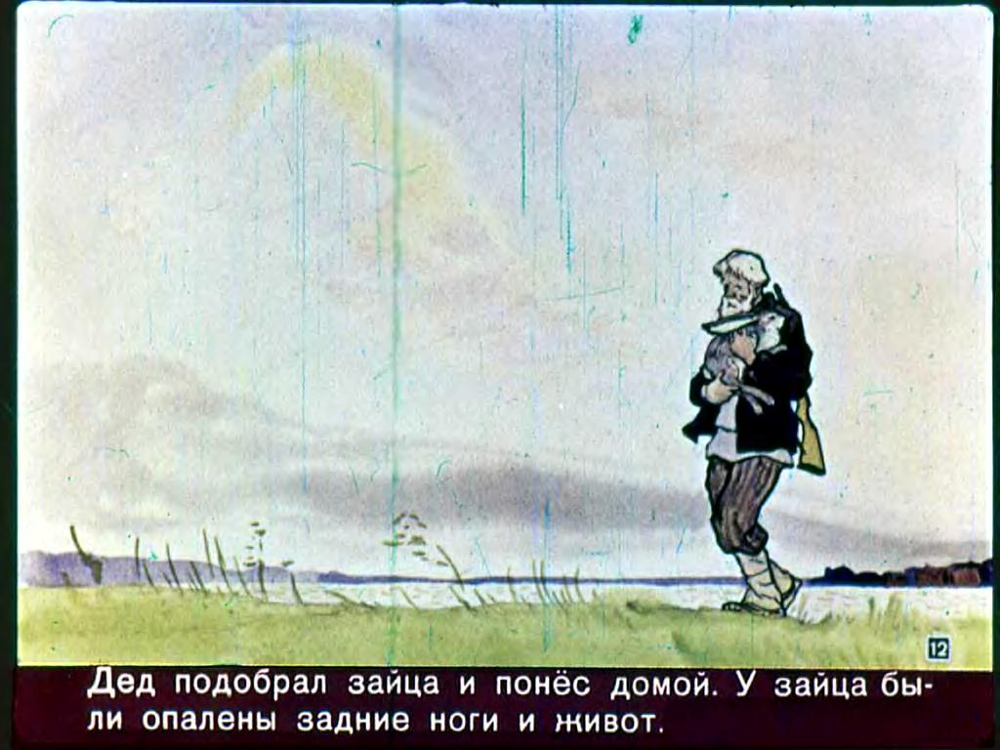 12
Дед подобрал зайца и понёс домой. У зайца бы-
ли опалены задние ноги и живот.